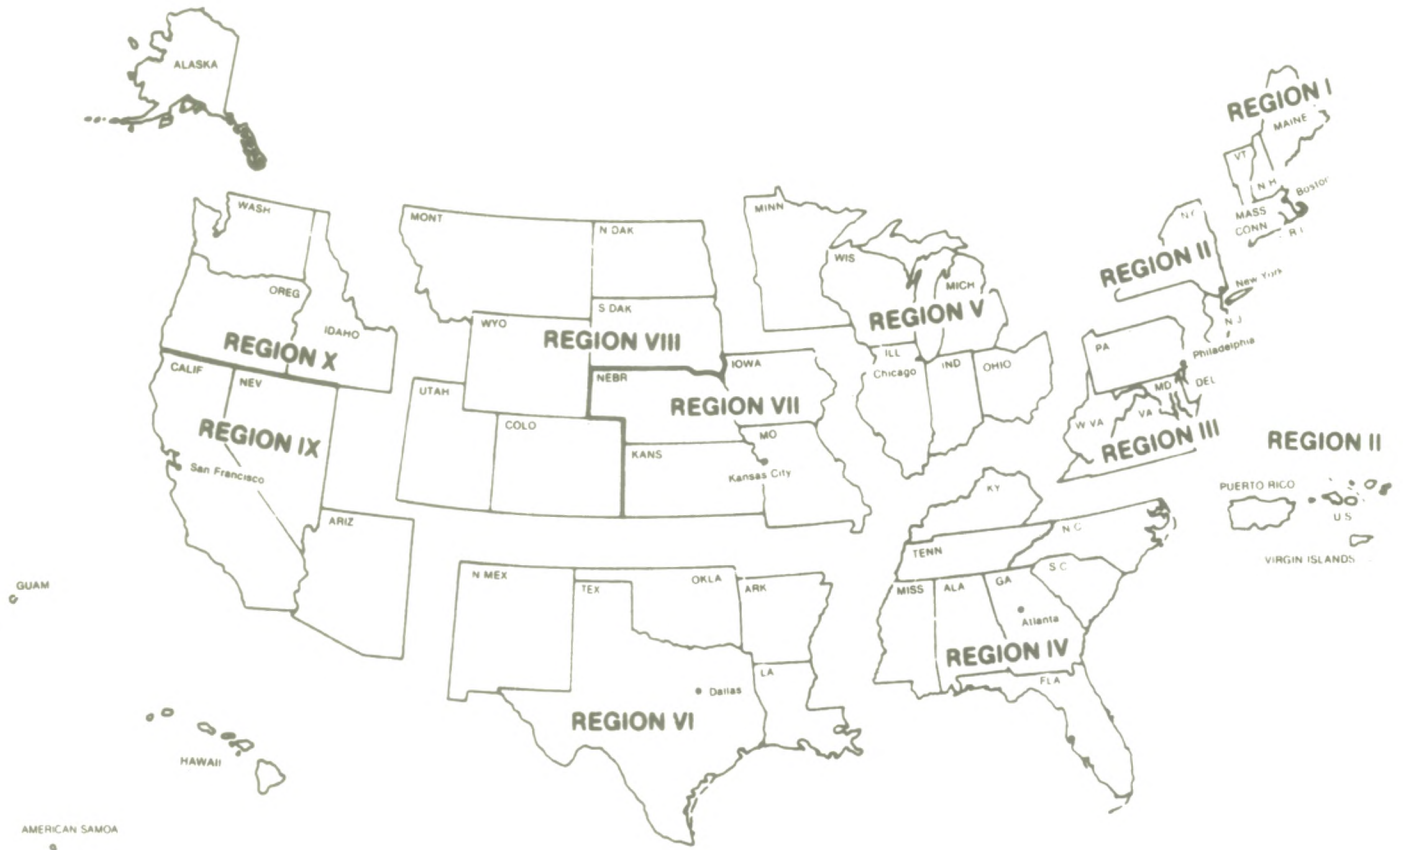 ALASKA
REGION I
MAINE
VT
N H
Boston
MASS
CONN
R I
WASH
MONT
N DAK
MINN
N Y
REGION II
New York
N J
OREG
IDAHO
REGION X
WYO
S DAK
REGION VIII
WIS
MICH
REGION V
PA
Philadelphia
MD
DEL
W VA
VA
REGION III
CALIF
NEV
REGION IX
San Francisco
UTAH
COLO
NEBR
IOWA
REGION VII
KANS
MO
Kansas City
ILL
Chicago
IND
OHIO
REGION II
PUERTO RICO
U S
VIRGIN ISLANDS
KY
TENN
N C
S C
ARIZ
GUAM
N MEX
TEX
OKLA
ARK
MISS
ALA
GA
Atlanta
REGION IV
FLA
LA
Dallas
REGION VI
HAWAII
AMERICAN SAMOA